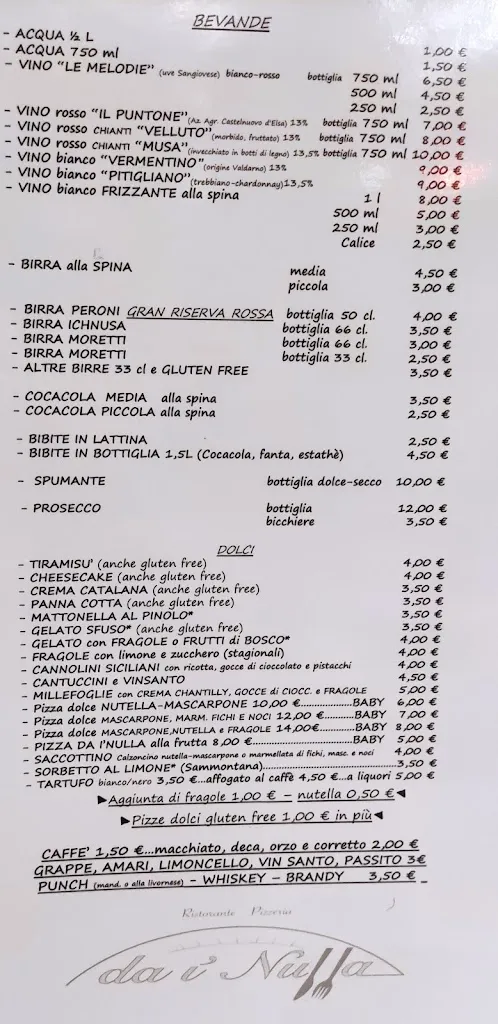 BEVANDE
- ACQUA ½ L 1,00 €
- ACQUA 750 ml 1,50 €
- VINO "LE MELODIE" (uve Sangiovese) bianco-rosso bottiglia 750 ml 6,50 €
500 ml 4,50 €
250 ml 2,50 €
- VINO rosso "IL PUNTONE" (Az. Agr. Castelnuovo d'Elsa) 13% bottiglia 750 ml 7,00 €
- VINO rosso CHIANTI "VELLUTO" (morbido, fruttato) 13% bottiglia 750 ml 8,00 €
- VINO rosso CHIANTI "MUSA" (invecchiato in botti di legno) 13,5% bottiglia 750 ml 10,00 €
- VINO bianco "VERMENTINO" (origine Valdarno) 13% 9,00 €
- VINO bianco "PITIGLIANO" (trebbiano-chardonnay) 13,5% 9,00 €
- VINO bianco FRIZZANTE alla spina 1 l 8,00 €
500 ml 5,00 €
250 ml 3,00 €
Calice 2,50 €
- BIRRA alla SPINA media 4,50 €
piccola 3,00 €
- BIRRA PERONI GRAN RISERVA ROSSA bottiglia 50 cl. 4,00 €
- BIRRA ICHNUSA bottiglia 66 cl. 3,50 €
- BIRRA MORETTI bottiglia 66 cl. 3,00 €
- BIRRA MORETTI bottiglia 33 cl. 2,50 €
- ALTRE BIRRE 33 cl e GLUTEN FREE 3,50 €
- COCACOLA MEDIA alla spina 3,50 €
- COCACOLA PICCOLA alla spina 2,50 €
- BIBITE IN LATTINA 2,50 €
- BIBITE IN BOTTIGLIA 1,5L (Cocacola, fanta, estathè) 4,50 €
- SPUMANTE bottiglia dolce-secco 10,00 €
- PROSECCO bottiglia 12,00 €
bicchiere 3,50 €
DOLCI
- TIRAMISU' (anche gluten free) 4,00 €
- CHEESECAKE (anche gluten free) 4,00 €
- CREMA CATALANA (anche gluten free) 3,50 €
- PANNA COTTA (anche gluten free) 3,50 €
- MATTONELLA AL PINOLO* 3,50 €
- GELATO SFUSO* (anche gluten free) 3,50 €
- GELATO con FRAGOLE o FRUTTI di BOSCO* 4,00 €
- FRAGOLE con limone e zucchero (stagionali) 4,00 €
- CANNOLINI SICILIANI con ricotta, gocce di cioccolato e pistacchi 4,00 €
- CANTUCCINI e VINSANTO 4,50 €
- MILLEFOGLIE con CREMA CHANTILLY, GOCCE di CIOCC. e FRAGOLE 5,00 €
- Pizza dolce NUTELLA-MASCARPONE 10,00 €....................BABY 6,00 €
- Pizza dolce MASCARPONE, MARM. FICHI E NOCI 12,00 €...........BABY 7,00 €
- Pizza dolce MASCARPONE,NUTELLA e FRAGOLE 14,00€...........BABY 8,00 €
- PIZZA DA I'NULLA alla frutta 8,00 €...........................BABY 5,00 €
- SACCOTTINO Calzoncino nutella-mascarpone o marmellata di fichi, masc. e noci 4,00 €
- SORBETTO AL LIMONE* (Sammontana)...................................3,50 €
- TARTUFO bianco/nero 3,50 €...affogato al caffè 4,50 €...a liquori 5,00 €
►Aggiunta di fragole 1,00 € – nutella 0,50 €◄
►Pizze dolci gluten free 1,00 € in più◄
CAFFE' 1,50 €...macchiato, deca, orzo e corretto 2,00 €
GRAPPE, AMARI, LIMONCELLO, VIN SANTO, PASSITO 3€
PUNCH (mand. o alla livornese) - WHISKEY – BRANDY 3,50 €
Ristorante Pizzeria
da i' Nulla